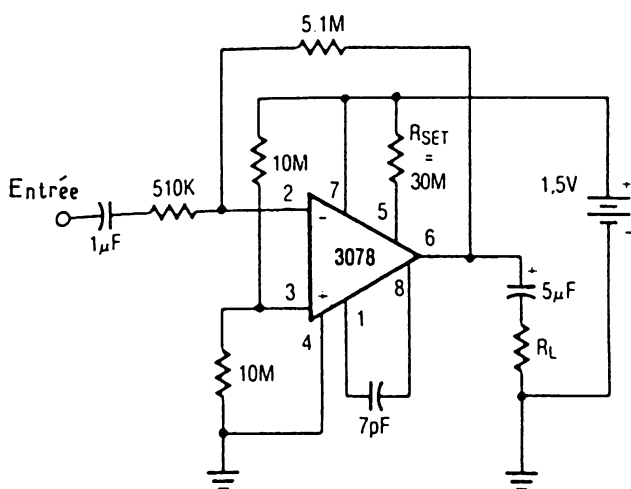 5.1M
10M
RSET
=
30M
1,5V
+
-
Entrée
510K
1µF
2
7
5
6
-
3078
+
3
8
4
1
+
5µF
RL
10M
7pF